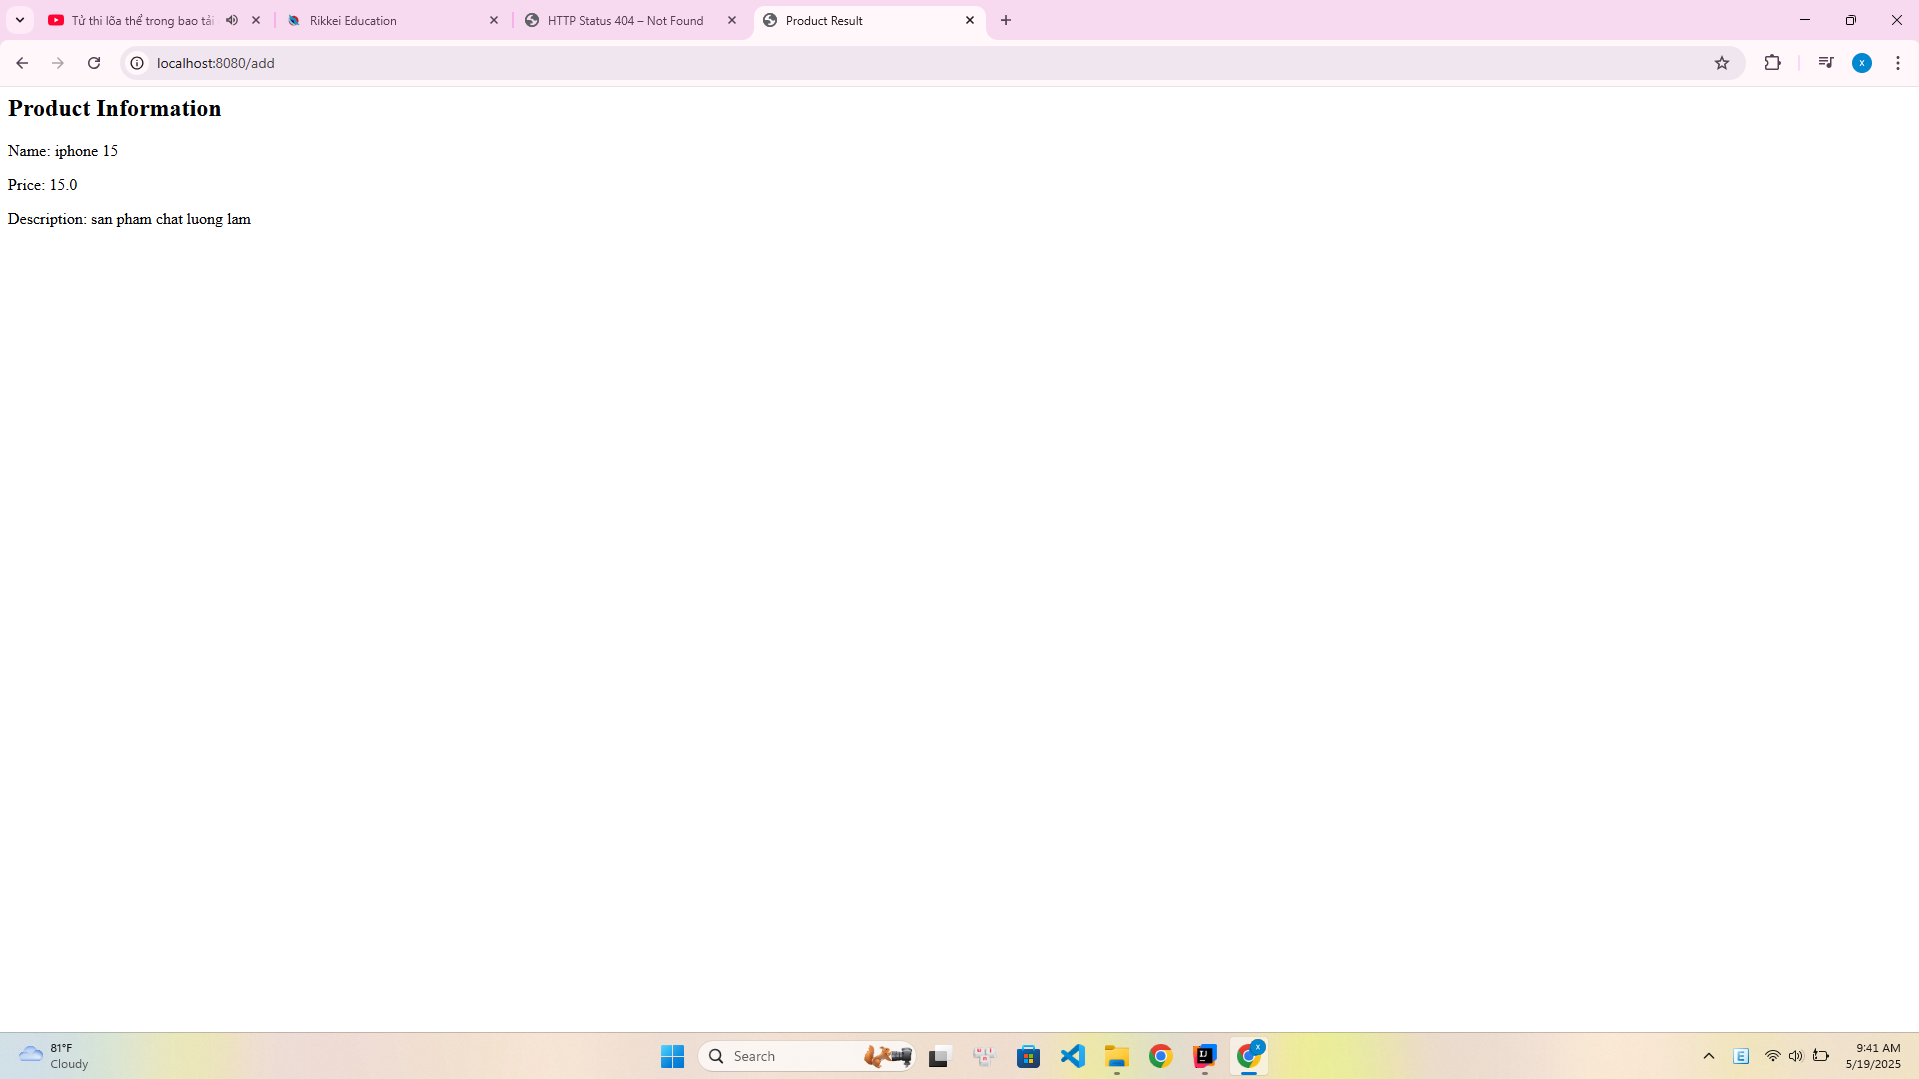 Tử thi lõa thể trong bao tải
Rikkei Education
HTTP Status 404 – Not Found
Product Result
localhost:8080/add
x
Product Information
Name: iphone 15
Price: 15.0
Description: san pham chat luong lam
81°F
Cloudy
Search
x
E
9:41 AM
5/19/2025